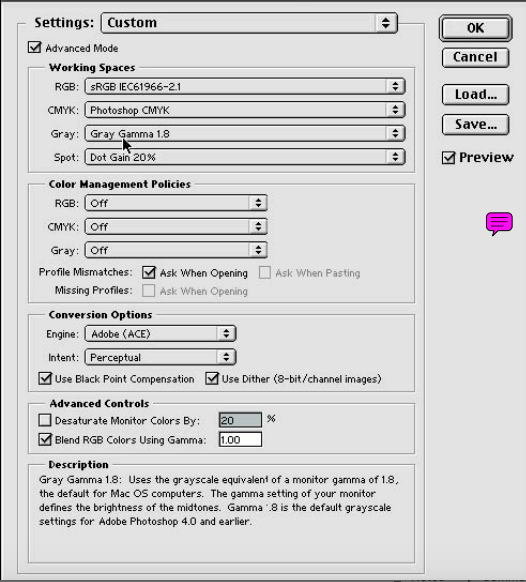 Settings: Custom
OK
Advanced Mode
Cancel
Working Spaces
RGB: sRGB IEC61966-2.1
Load...
CMYK: Photoshop CMYK
Save...
Gray: Gray Gamma 1.8
Spot: Dot Gain 20%
Preview
Color Management Policies
RGB: Off
CMYK: Off
Gray: Off
Profile Mismatches: Ask When Opening Ask When Pasting
Missing Profiles: Ask When Opening
Conversion Options
Engine: Adobe (ACE)
Intent: Perceptual
Use Black Point Compensation Use Dither (8-bit/channel images)
Advanced Controls
Desaturate Monitor Colors By: 20 %
Blend RGB Colors Using Gamma: 1.00
Description
Gray Gamma 1.8: Uses the grayscale equivalent of a monitor gamma of 1.8,
the default for Mac OS computers. The gamma setting of your monitor
defines the brightness of the midtones. Gamma .8 is the default grayscale
settings for Adobe Photoshop 4.0 and earlier.